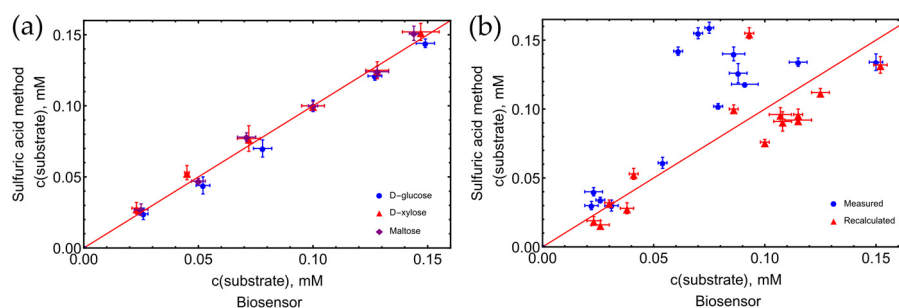 (a)
Sulfuric acid method
c(substrate), mM
0.15
0.10
0.05
0.00
0.00 0.05 0.10 0.15
c(substrate), mM
Biosensor
D-glucose
D-xylose
Maltose
(b)
Sulfuric acid method
c(substrate), mM
0.15
0.10
0.05
0.00
0.00 0.05 0.10 0.15
c(substrate), mM
Biosensor
Measured
Recalculated